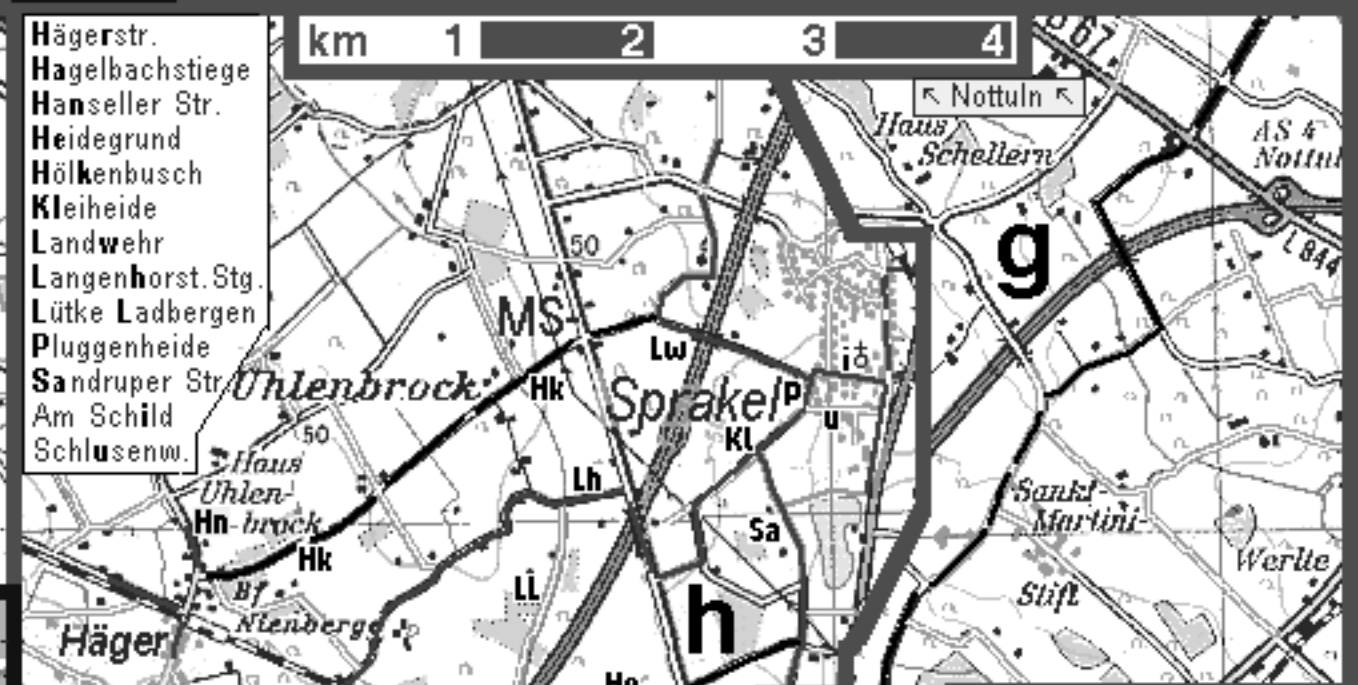 Hägerstr.
Hagelbachstiege
Hanseller Str.
Heidegrund
Hölkenbusch
Kleiheide
Landwehr
Langenhorst.Stg.
Lütke Ladbergen
Pluggenheide
Sandruper Str.
Am Schild
Schlusenw.
km 1 2 3 4
B 67
↖ Nottuln ↖
Haus
Schellern
AS 4
Nottul
L 844
g
50
MS-
Lw
i
Hk
Sprakel
P
u
Kl
Uhlenbrock
50
Haus
Uhlen-
brock
Hn
Hk
Lh
Sa
Sankt-
Martini-
Stift
Werlte
Ll
h
Bf
Nienberge
Häger